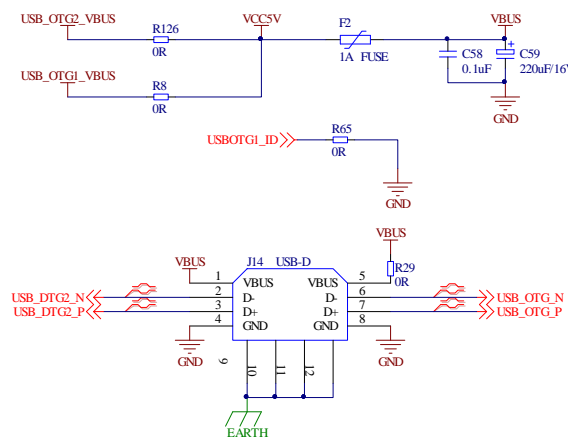 USB_OTG2_VBUS
R126
0R
VCC5V
F2
1A FUSE
VBUS
C58
0.1uF
C59
220uF/16V
GND
USB_OTG1_VBUS
R8
0R
USBOTG1_ID
R65
0R
GND
VBUS
R29
0R
J14 USB-D
VBUS
1 VBUS VBUS 5
USB_DTG2_N 2 D- D- 6 USB_OTG_N
USB_DTG2_P 3 D+ D+ 7 USB_OTG_P
4 GND GND 8
GND
GND
9 10 11 12
EARTH